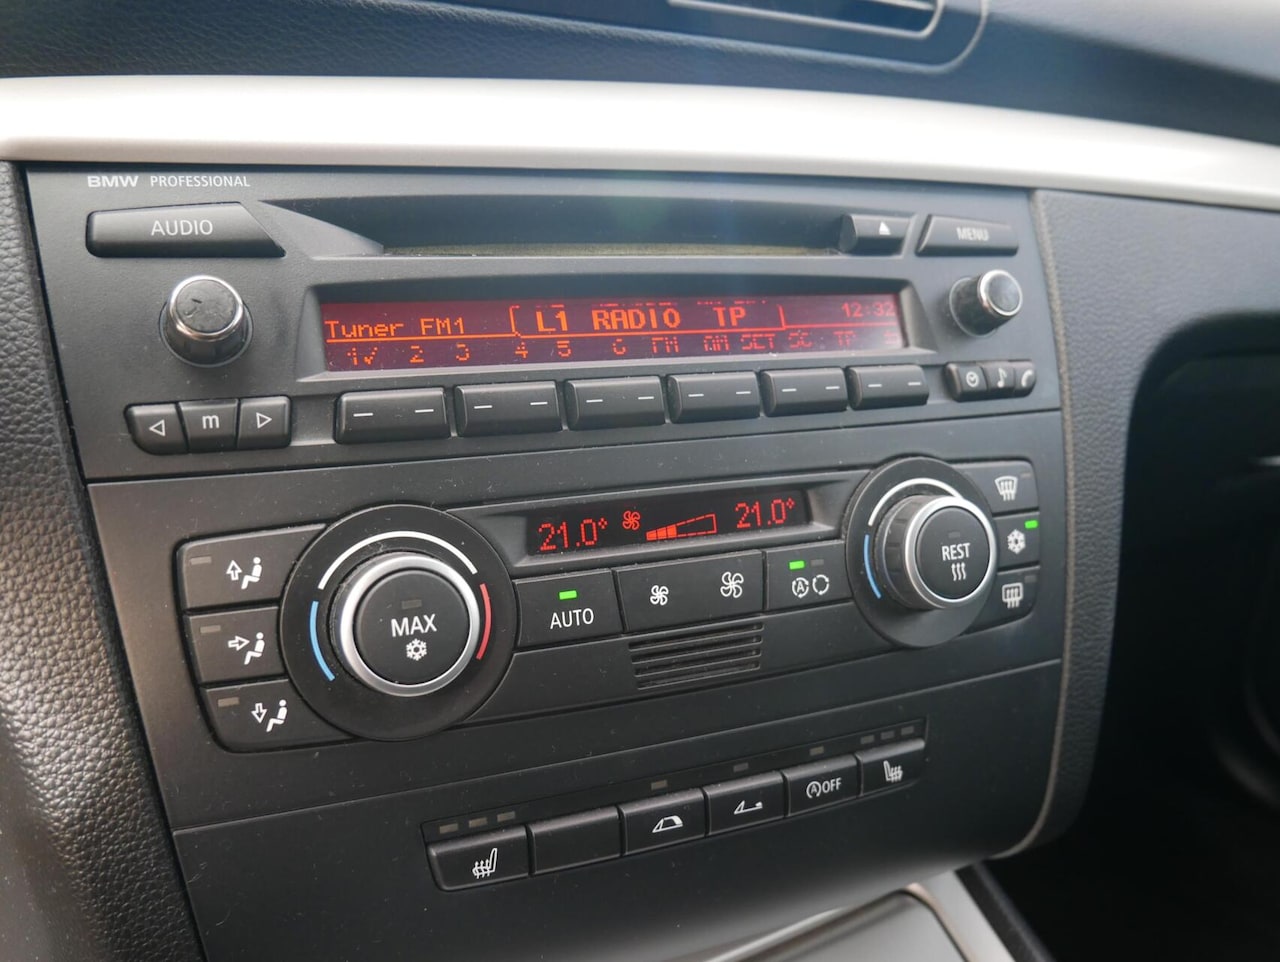 BMW PROFESSIONAL
AUDIO
MENU
Tuner FM1 L1 RADIO TP 12:32
1 2 3 4 5 6 FM AM SET SC TP
m
21.0° 21.0°
MAX
AUTO
A
REST
A OFF